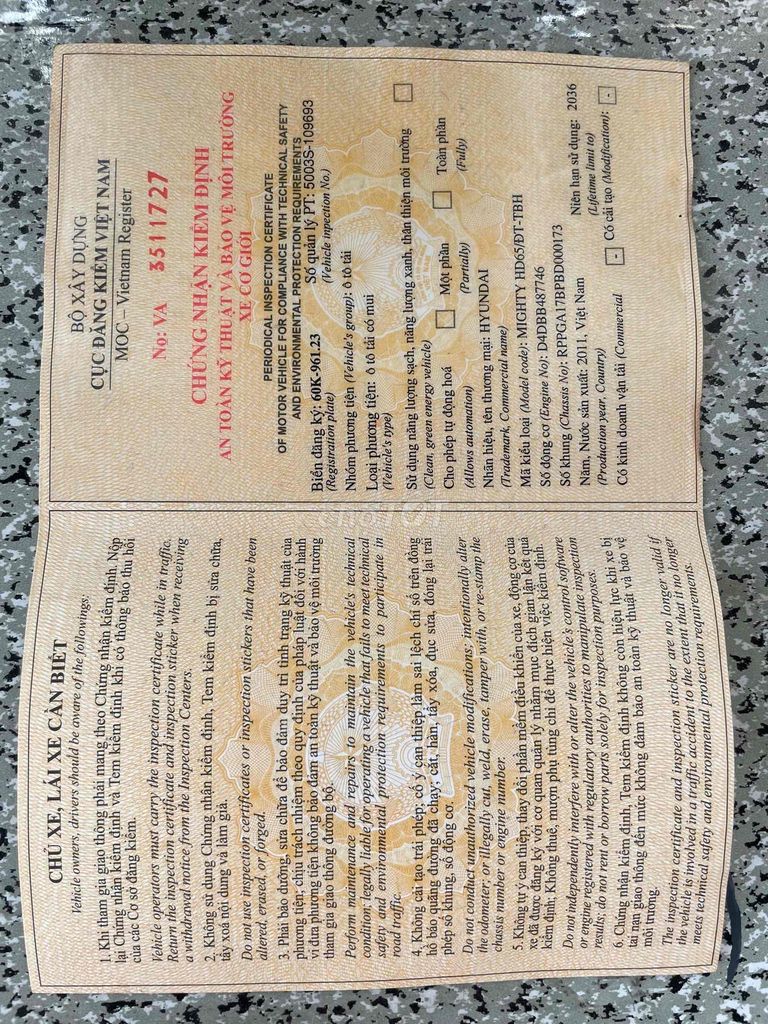 CHỦ XE, LÁI XE CẦN BIẾT
Vehicle owners, drivers should be aware of the followings:
1. Khi tham gia giao thông phải mang theo Chứng nhận kiểm định. Nộp
lại Chứng nhận kiểm định và Tem kiểm định khi có thông báo thu hồi
của các Cơ sở đăng kiểm.
Vehicle operators must carry the inspection certificate while in traffic.
Return the inspection certificate and inspection sticker when receiving
a withdrawal notice from the Inspection Centers.
2. Không sử dụng Chứng nhận kiểm định, Tem kiểm định bị sửa chữa,
tẩy xoá nội dung và làm giả.
Do not use inspection certificates or inspection stickers that have been
altered, erased, or forged.
3. Phải bảo dưỡng, sửa chữa để bảo đảm duy trì tình trạng kỹ thuật của
phương tiện; chịu trách nhiệm theo quy định của pháp luật đối với hành
vi đưa phương tiện không bảo đảm an toàn kỹ thuật và bảo vệ môi trường
tham gia giao thông đường bộ.
Perform maintenance and repairs to maintain the vehicle's technical
condition, legally liable for operating a vehicle that fails to meet technical
safety and environmental protection requirements to participate in
road traffic.
4. Không cải tạo trái phép; cố ý can thiệp làm sai lệch chỉ số trên đồng
hồ báo quãng đường đã chạy; cắt, hàn, tẩy xóa, đục sửa, đóng lại trái
phép số khung, số động cơ.
Do not conduct unauthorized vehicle modifications; intentionally alter
the odometer; or illegally cut, weld, erase, tamper with, or re-stamp the
chassis number or engine number.
5. Không tự ý can thiệp, thay đổi phần mềm điều khiển của xe, động cơ của
xe đã được đăng ký với cơ quan quản lý nhằm mục đích gian lận kết quả
kiểm định; Không thuê, mượn phụ tùng chỉ để thực hiện việc kiểm định.
Do not independently interfere with or alter the vehicle's control software
or engine registered with regulatory authorities to manipulate inspection
results; do not rent or borrow parts solely for inspection purposes.
6. Chứng nhận kiểm định, Tem kiểm định không còn hiệu lực khi xe bị
tai nạn giao thông đến mức không đảm bảo an toàn kỹ thuật và bảo vệ
môi trường.
The inspection certificate and inspection sticker are no longer valid if
the vehicle is involved in a traffic accident to the extent that it no longer
meets technical safety and environmental protection requirements.
BỘ XÂY DỰNG
CỤC ĐĂNG KIỂM VIỆT NAM
MOC – Vietnam Register
No: VA 3511727
CHỨNG NHẬN KIỂM ĐỊNH
AN TOÀN KỸ THUẬT VÀ BẢO VỆ MÔI TRƯỜNG
XE CƠ GIỚI
PERIODICAL INSPECTION CERTIFICATE
OF MOTOR VEHICLE FOR COMPLIANCE WITH TECHNICAL SAFETY
AND ENVIRONMENTAL PROTECTION REQUIREMENTS
Biển đăng ký: 60K-961.23 Số quản lý PT: 5003S-109693
(Registration plate) (Vehicle inpection No.)
Nhóm phương tiện (Vehicle's group): ô tô tải
Loại phương tiện: ô tô tải có mui
(Vehicle's type)
Sử dụng năng lượng sạch, năng lượng xanh, thân thiện môi trường
(Clean, green energy vehicle)
Cho phép tự động hoá Một phần Toàn phần
(Allows automation) (Partially) (Fully)
Nhãn hiệu, tên thương mại: HYUNDAI
(Trademark, Commercial name)
Mã kiểu loại (Model code): MIGHTY HD65/ĐT-TBH
Số động cơ (Engine No): D4DBB487746
Số khung (Chassis No): RPPGA17BPBD000173
Năm, Nước sản xuất: 2011, Việt Nam Niên hạn sử dụng: 2036
(Production year, Country) (Lifetime limit to)
Có kinh doanh vận tải (Commercial - Có cải tạo (Modification): -
CHỢ TỐT